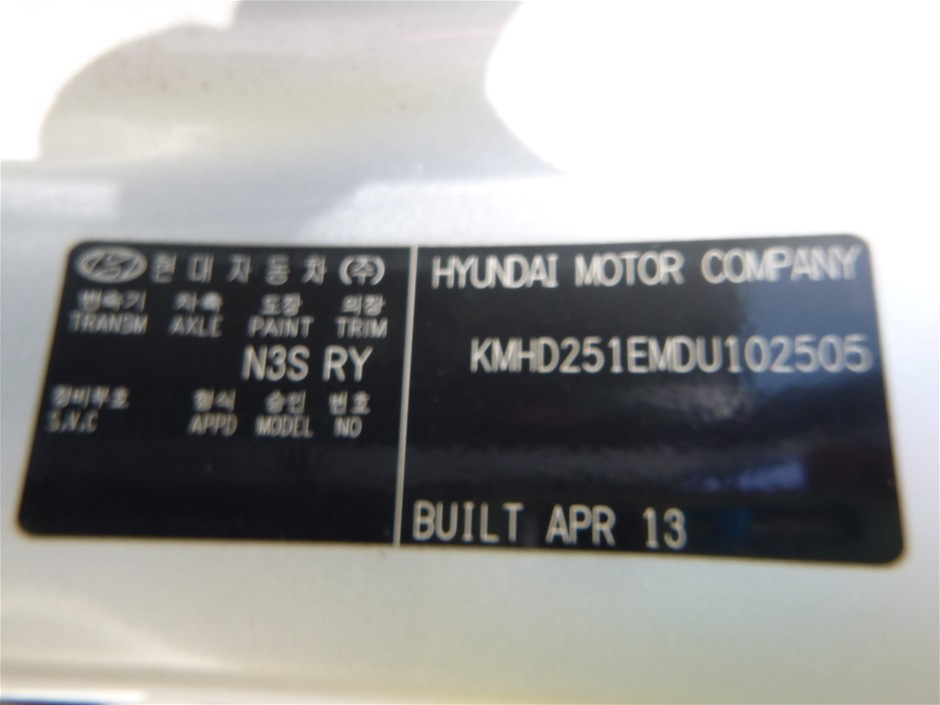 현대자동차(주)
변속기 차축 도장 의장
TRANSM AXLE PAINT TRIM
N3S RY
정비부호 형식 승인 번호
S.V.C APPD MODEL NO
HYUNDAI MOTOR COMPANY
KMHD251EMDU102505
BUILT APR 13